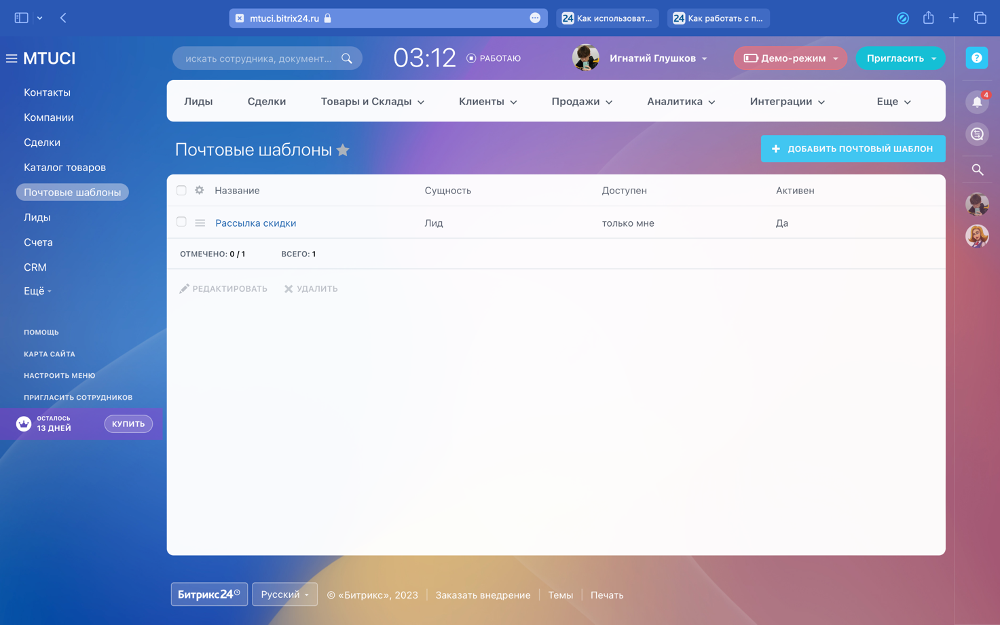 mtuci.bitrix24.ru
24 Как использоват...
24 Как работать с п...
MTUCI
искать сотрудника, документ...
03:12
РАБОТАЮ
Игнатий Глушков
Демо-режим
Пригласить
?
4
Контакты
Компании
Сделки
Каталог товаров
Почтовые шаблоны
Лиды
Счета
CRM
Ещё
ПОМОЩЬ
КАРТА САЙТА
НАСТРОИТЬ МЕНЮ
ПРИГЛАСИТЬ СОТРУДНИКОВ
ОСТАЛОСЬ
13 ДНЕЙ
КУПИТЬ
Лиды Сделки Товары и Склады Клиенты Продажи Аналитика Интеграции Еще
Почтовые шаблоны
+ ДОБАВИТЬ ПОЧТОВЫЙ ШАБЛОН
Название Сущность Доступен Активен
Рассылка скидки Лид только мне Да
ОТМЕЧЕНО: 0 / 1 ВСЕГО: 1
РЕДАКТИРОВАТЬ УДАЛИТЬ
Битрикс24 Русский © «Битрикс», 2023 Заказать внедрение Темы Печать